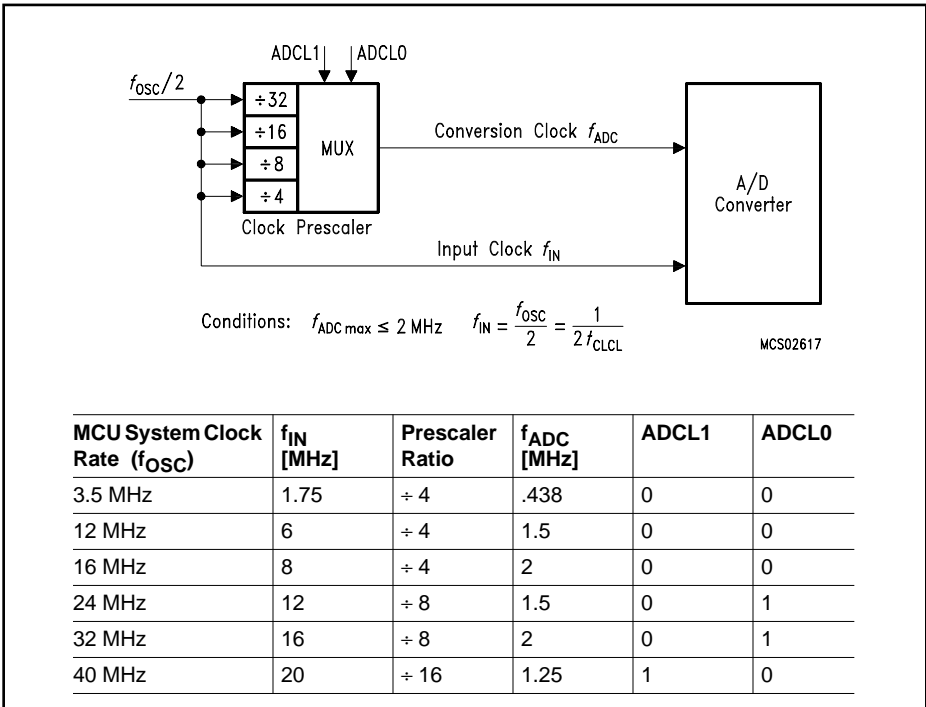 ADCL1 ADCL0
fOSC/2
÷32
÷16
÷8
÷4
MUX
Clock Prescaler
Conversion Clock fADC
Input Clock fIN
A/D
Converter
Conditions: fADC max ≤ 2 MHz fIN = fOSC/2 = 1/2 tCLCL
MCS02617
MCU System Clock Rate (fOSC) | fIN [MHz] | Prescaler Ratio | fADC [MHz] | ADCL1 | ADCL0
3.5 MHz | 1.75 | ÷ 4 | .438 | 0 | 0
12 MHz | 6 | ÷ 4 | 1.5 | 0 | 0
16 MHz | 8 | ÷ 4 | 2 | 0 | 0
24 MHz | 12 | ÷ 8 | 1.5 | 0 | 1
32 MHz | 16 | ÷ 8 | 2 | 0 | 1
40 MHz | 20 | ÷ 16 | 1.25 | 1 | 0